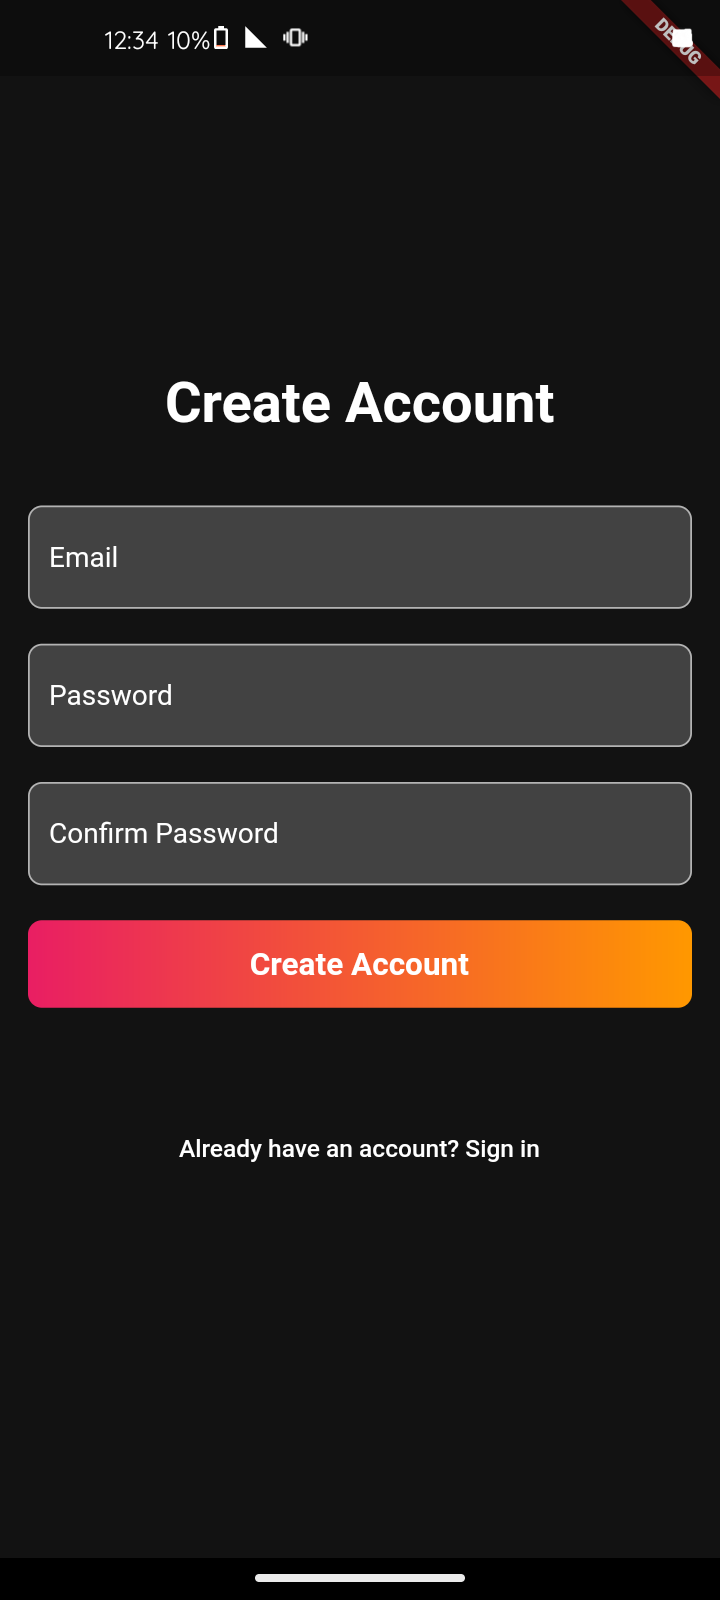 12:34 10%
DEBUG
Create Account
Email
Password
Confirm Password
Create Account
Already have an account? Sign in